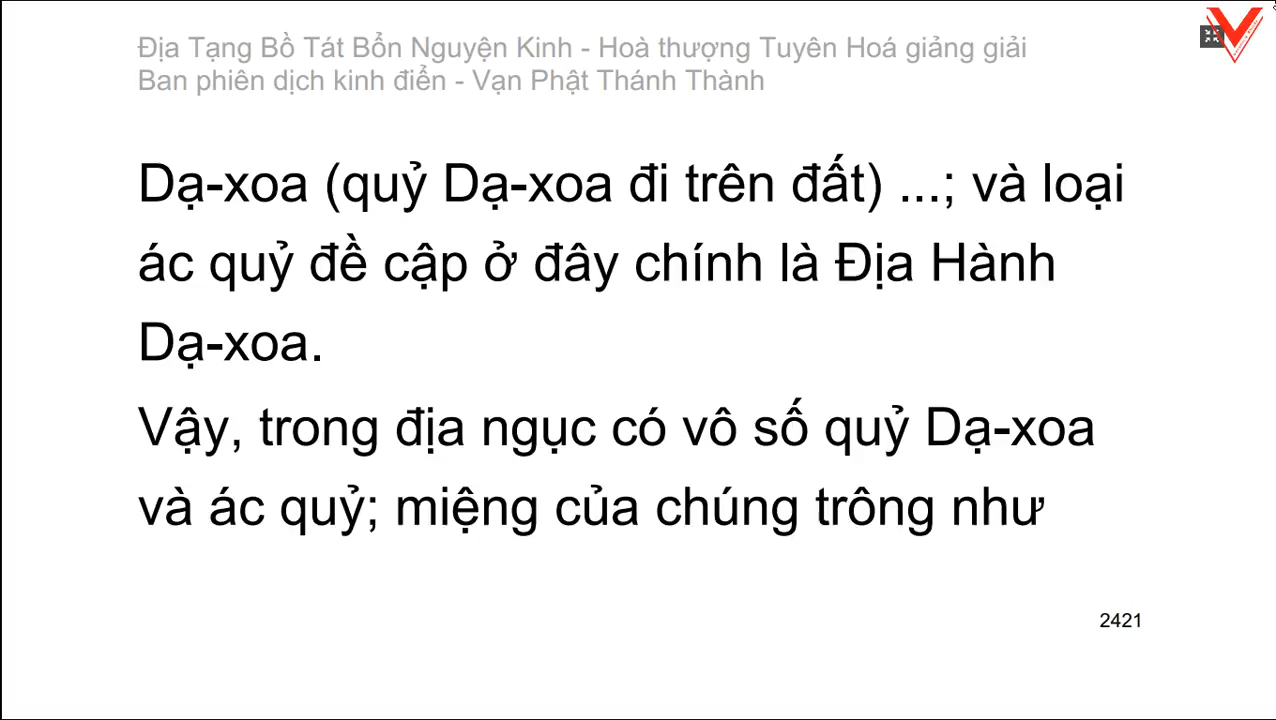 Địa Tạng Bồ Tát Bổn Nguyện Kinh - Hoà thượng Tuyên Hoá giảng giải
Ban phiên dịch kinh điển - Vạn Phật Thánh Thành
Dạ-xoa (quỷ Dạ-xoa đi trên đất) ...; và loại
ác quỷ đề cập ở đây chính là Địa Hành
Dạ-xoa.
Vậy, trong địa ngục có vô số quỷ Dạ-xoa
và ác quỷ; miệng của chúng trông như
2421